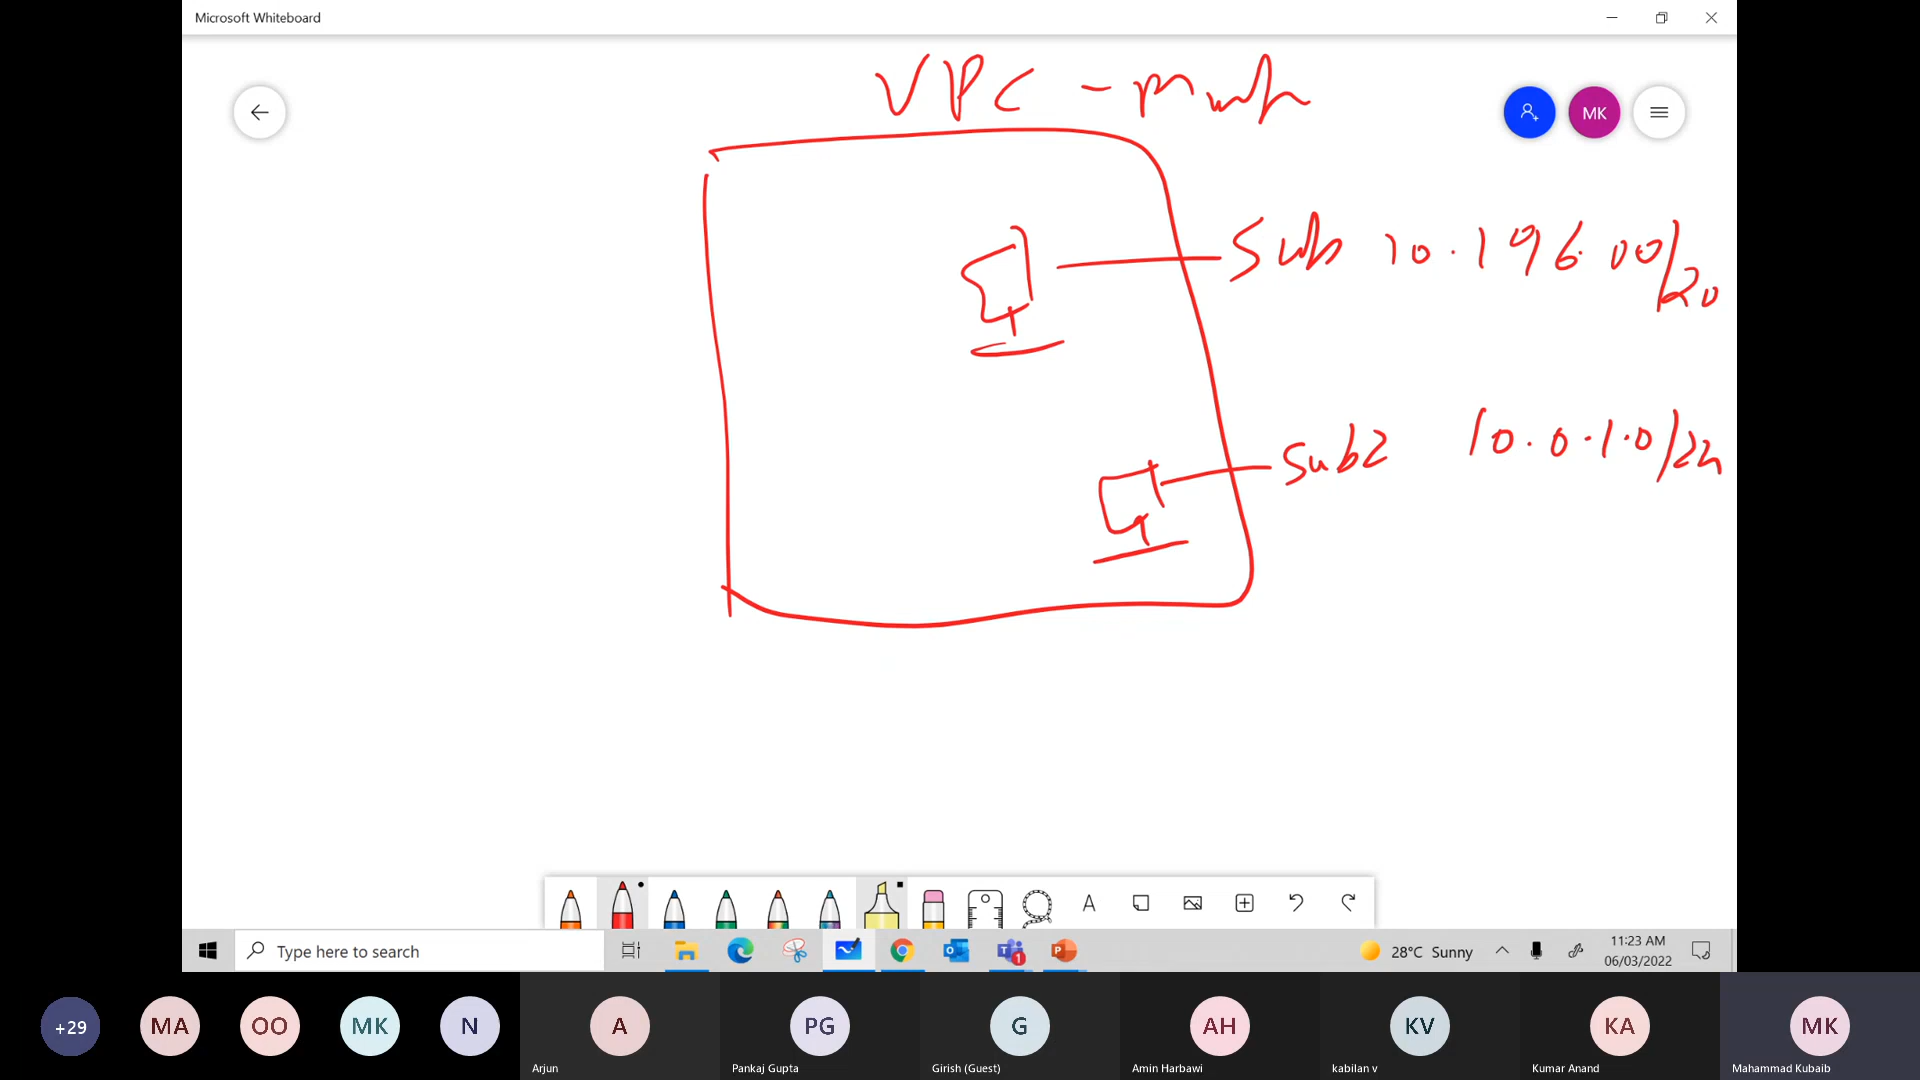 Microsoft Whiteboard
VPC -
MK
Sub 10.196.00/20
Sub2 10.0.1.0/24
A
Type here to search
1
28°C Sunny
11:23 AM
06/03/2022
+29
MA
OO
MK
N
A
PG
G
AH
KV
KA
MK
Arjun
Pankaj Gupta
Girish (Guest)
Amin Harbawi
kabilan v
Kumar Anand
Mahammad Kubaib